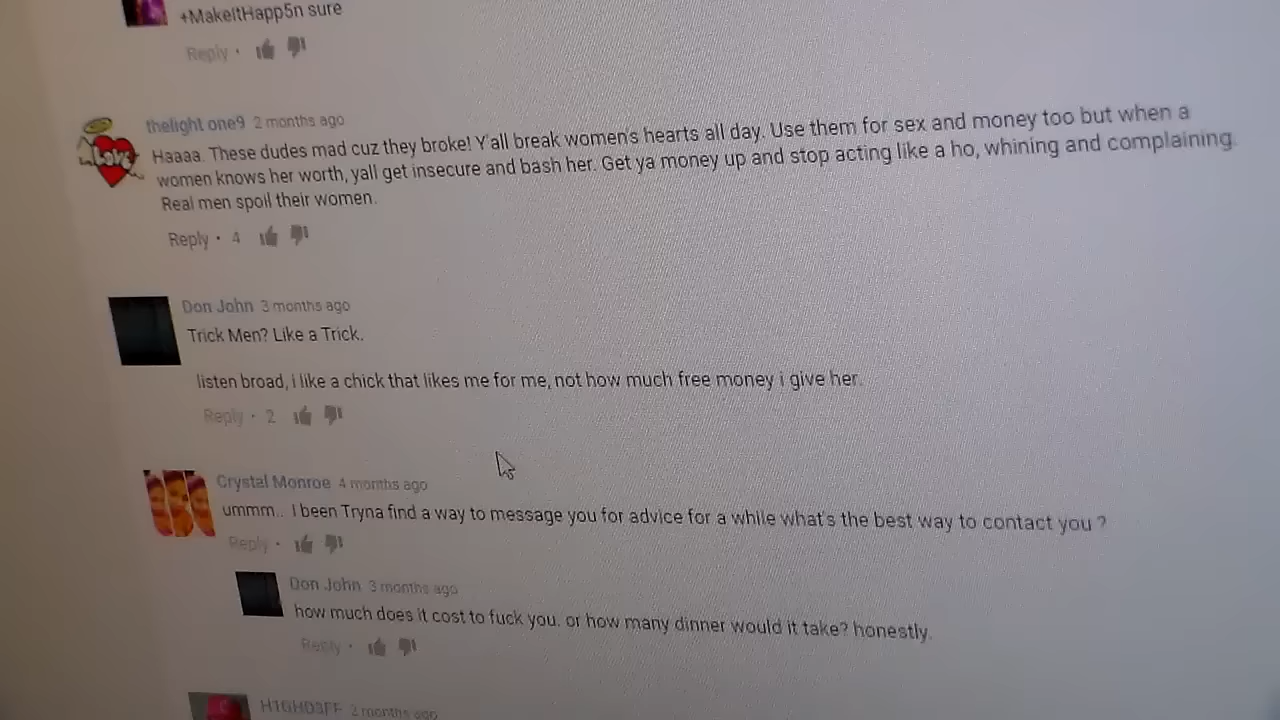 +MakeItHapp5n sure
Reply ·
thelight one9 2 months ago
Haaaa. These dudes mad cuz they broke! Y'all break women's hearts all day. Use them for sex and money too but when a
women knows her worth, yall get insecure and bash her. Get ya money up and stop acting like a ho, whining and complaining.
Real men spoil their women.
Love
Reply · 4
Don John 3 months ago
Trick Men? Like a Trick.
listen broad, i like a chick that likes me for me, not how much free money i give her.
Reply · 2
Crystal Monroe 4 months ago
ummm.. I been Tryna find a way to message you for advice for a while what's the best way to contact you ?
Reply ·
Don John 3 months ago
how much does it cost to fuck you. or how many dinner would it take? honestly.
Reply ·
H1GHD3FF 2 months ago